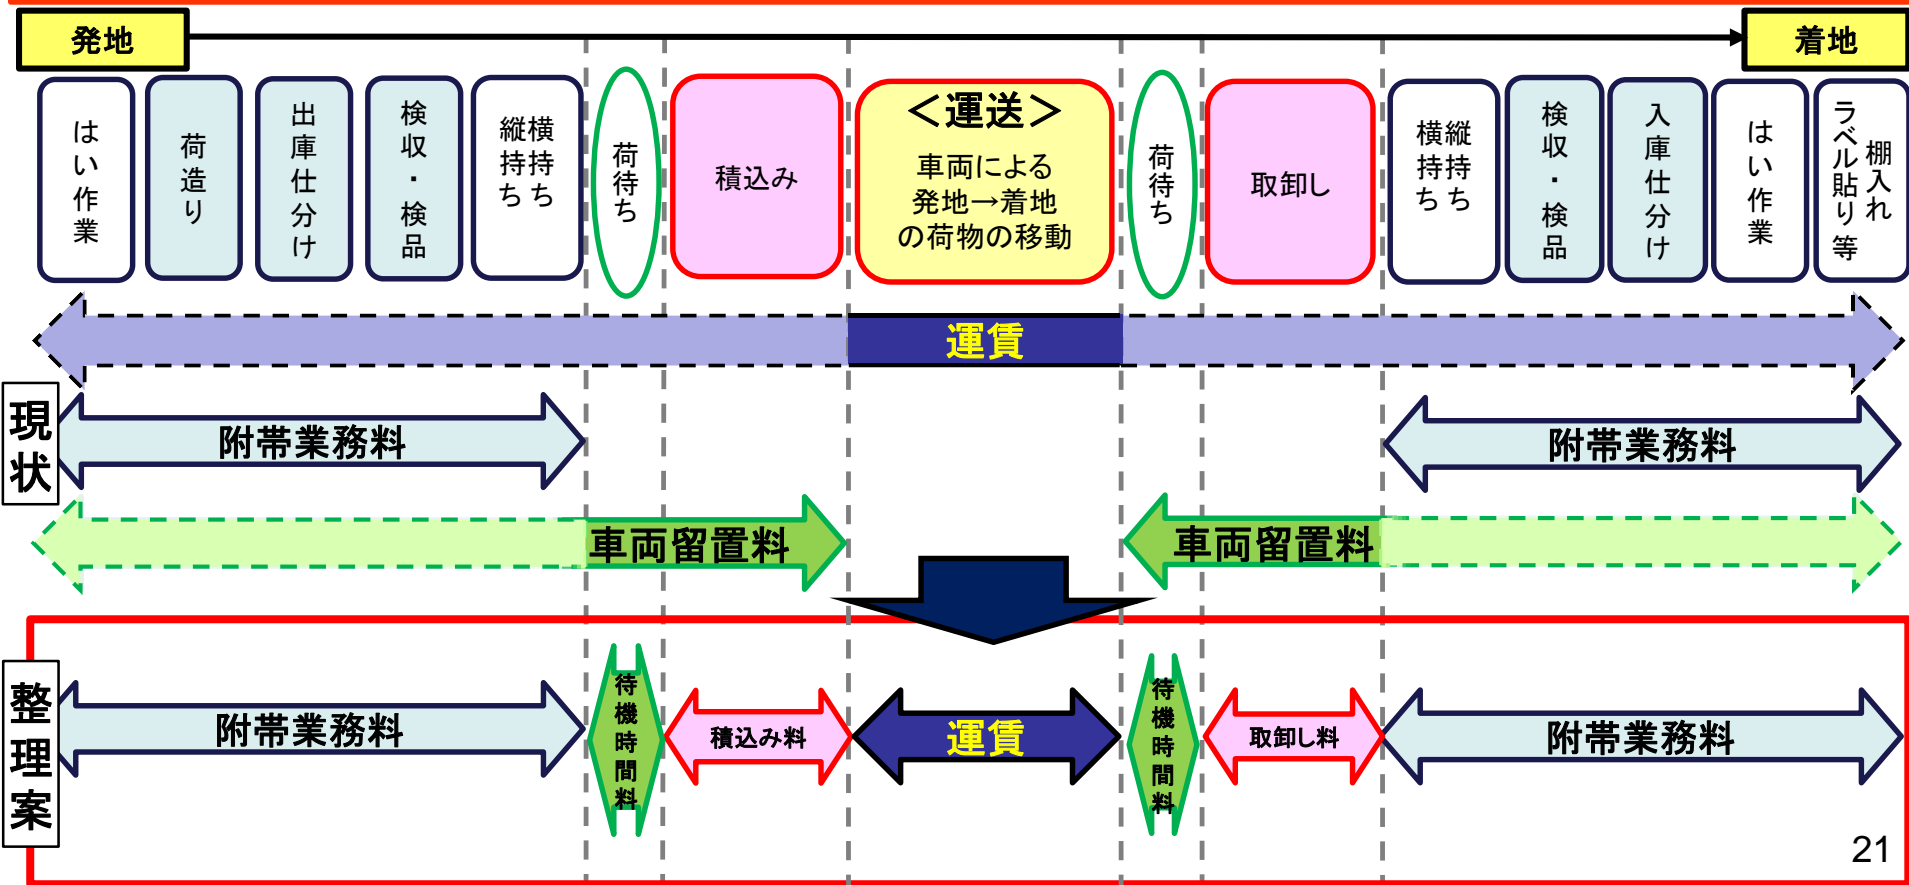 発地
着地
はい作業
荷造り
出庫仕分け
検収・検品
横持ち
縦持ち
荷待ち
積込み
＜運送＞
車両による
発地→着地
の荷物の移動
荷待ち
取卸し
縦持ち
横持ち
検収・検品
入庫仕分け
はい作業
棚入れ
ラベル貼り等
運賃
現状
附帯業務料
附帯業務料
車両留置料
車両留置料
整理案
附帯業務料
待機時間料
積込み料
運賃
待機時間料
取卸し料
附帯業務料
21